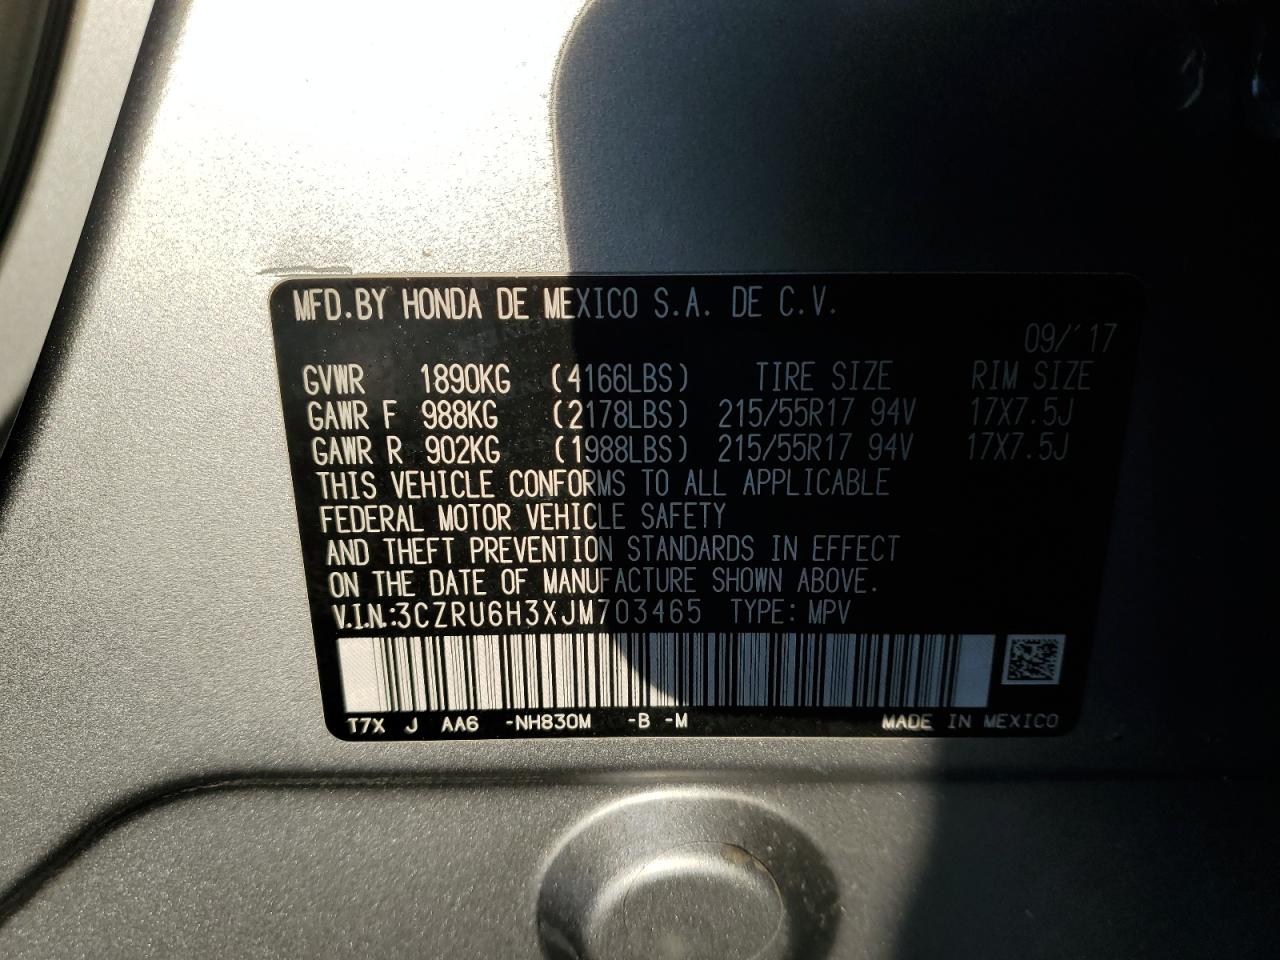 MFD.BY HONDA DE MEXICO S.A. DE C.V.
09/'17
GVWR 1890KG (4166LBS) TIRE SIZE RIM SIZE
GAWR F 988KG (2178LBS) 215/55R17 94V 17X7.5J
GAWR R 902KG (1988LBS) 215/55R17 94V 17X7.5J
THIS VEHICLE CONFORMS TO ALL APPLICABLE
FEDERAL MOTOR VEHICLE SAFETY
AND THEFT PREVENTION STANDARDS IN EFFECT
ON THE DATE OF MANUFACTURE SHOWN ABOVE.
V.I.N.:3CZRU6H3XJM703465 TYPE: MPV
T7X J AA6 -NH830M -B -M MADE IN MEXICO